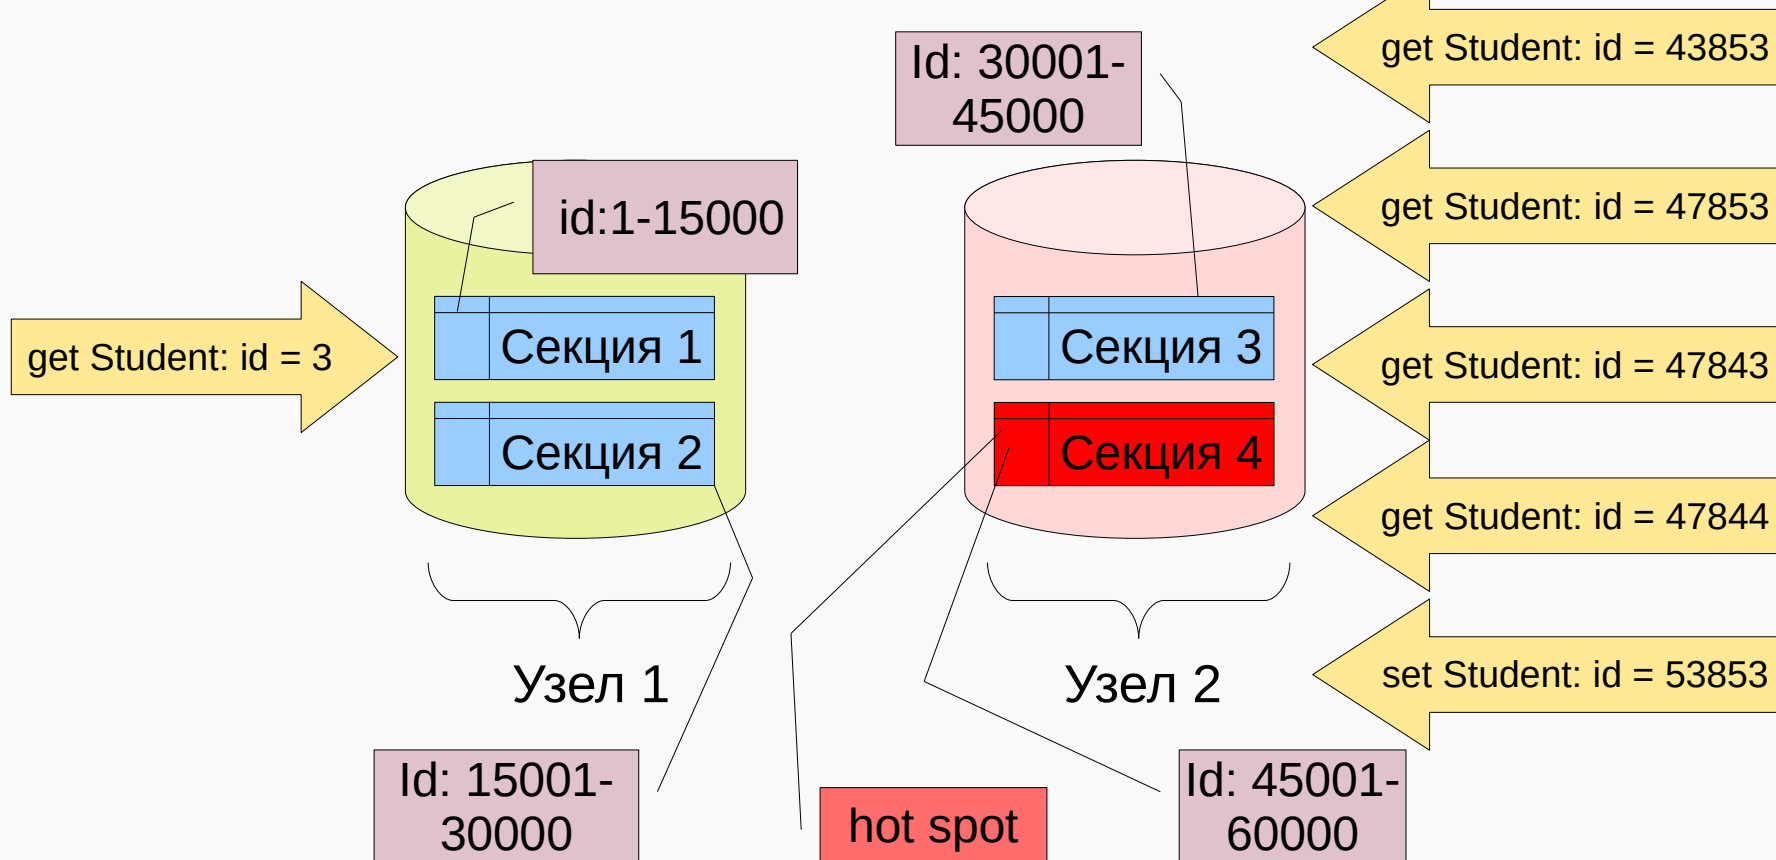 get Student: id = 43853
Id: 30001-
45000
get Student: id = 47853
id:1-15000
get Student: id = 3
Секция 1
Секция 3
get Student: id = 47843
Секция 2
Секция 4
get Student: id = 47844
Узел 1
Узел 2
set Student: id = 53853
Id: 15001-
30000
hot spot
Id: 45001-
60000